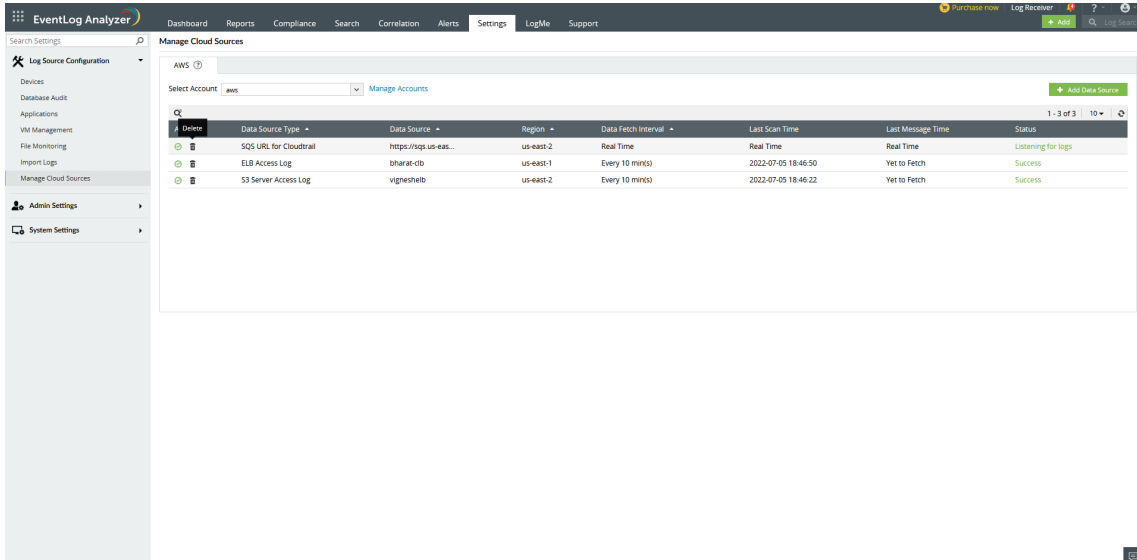 Purchase now Log Receiver ?
EventLog Analyzer
Dashboard Reports Compliance Search Correlation Alerts Settings LogMe Support
+ Add Log Search
Search Settings
Manage Cloud Sources
Log Source Configuration
Devices
Database Audit
Applications
VM Management
File Monitoring
Import Logs
Manage Cloud Sources
Admin Settings
System Settings
AWS ?
Select Account aws Manage Accounts
+ Add Data Source
1 - 3 of 3 10
Delete
Data Source Type Data Source Region Data Fetch Interval Last Scan Time Last Message Time Status
SQS URL for Cloudtrail https://sqs.us-eas... us-east-2 Real Time Real Time Real Time Listening for logs
ELB Access Log bharat-clb us-east-1 Every 10 min(s) 2022-07-05 18:46:50 Yet to Fetch Success
S3 Server Access Log vigneshelb us-east-2 Every 10 min(s) 2022-07-05 18:46:22 Yet to Fetch Success